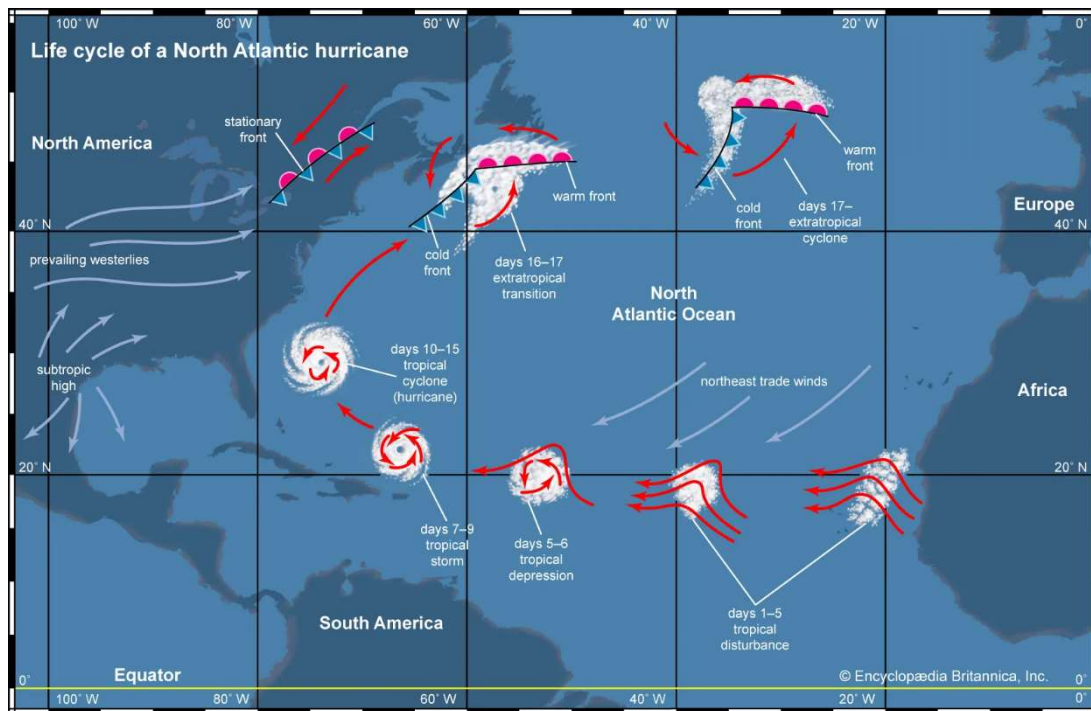 100° W
80° W
60° W
40° W
20° W
0°
Life cycle of a North Atlantic hurricane
North America
stationary
front
warm front
cold
front
days 16–17
extratropical
transition
warm
front
cold
front
days 17–
extratropical
cyclone
Europe
40° N
40° N
prevailing westerlies
North
Atlantic Ocean
subtropic
high
days 10–15
tropical
cyclone
(hurricane)
northeast trade winds
Africa
20° N
20° N
days 7–9
tropical
storm
days 5–6
tropical
depression
days 1–5
tropical
disturbance
South America
Equator
© Encyclopædia Britannica, Inc.
0°
0°
100° W
80° W
60° W
40° W
20° W
0°